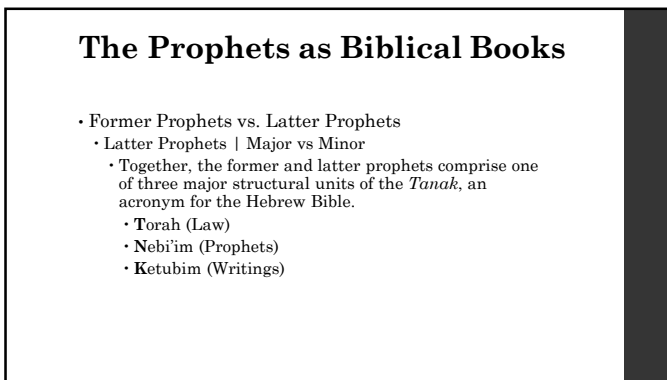 The Prophets as Biblical Books
• Former Prophets vs. Latter Prophets
• Latter Prophets | Major vs Minor
• Together, the former and latter prophets comprise one
of three major structural units of the Tanak, an
acronym for the Hebrew Bible.
• Torah (Law)
• Nebi’im (Prophets)
• Ketubim (Writings)